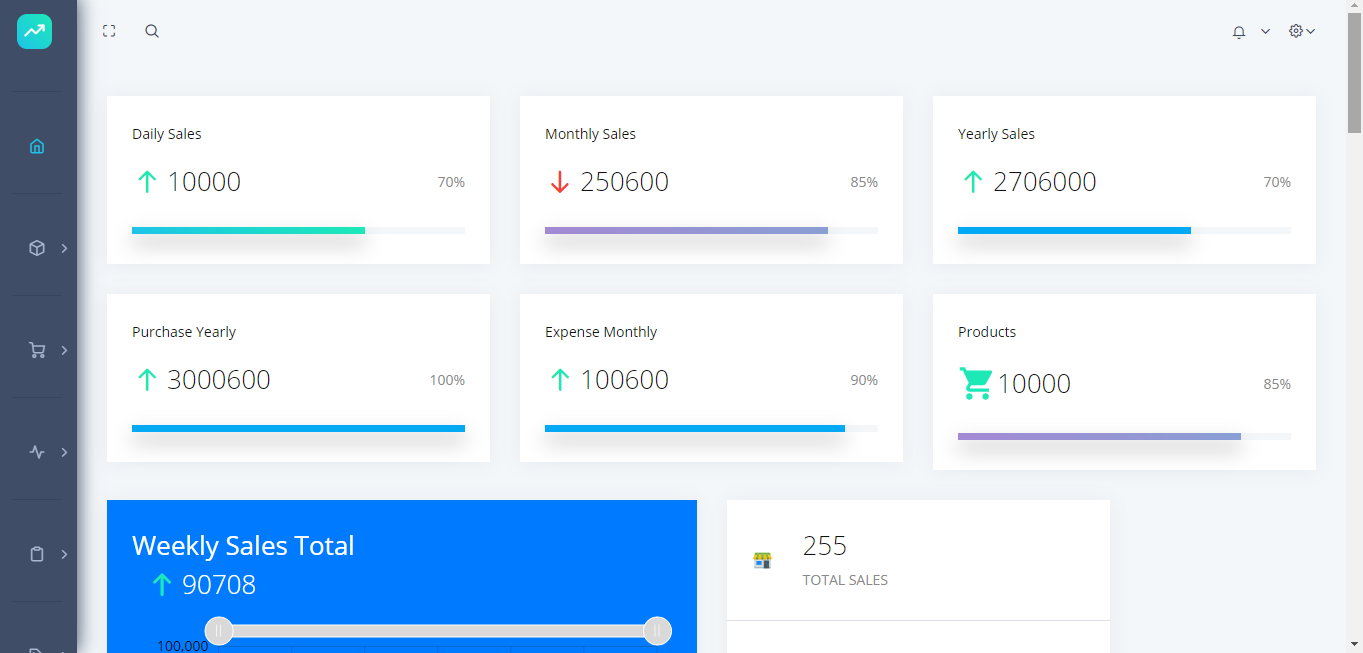 Daily Sales
10000
70%
Monthly Sales
250600
85%
Yearly Sales
2706000
70%
Purchase Yearly
3000600
100%
Expense Monthly
100600
90%
Products
10000
85%
Weekly Sales Total
90708
100,000
255
TOTAL SALES